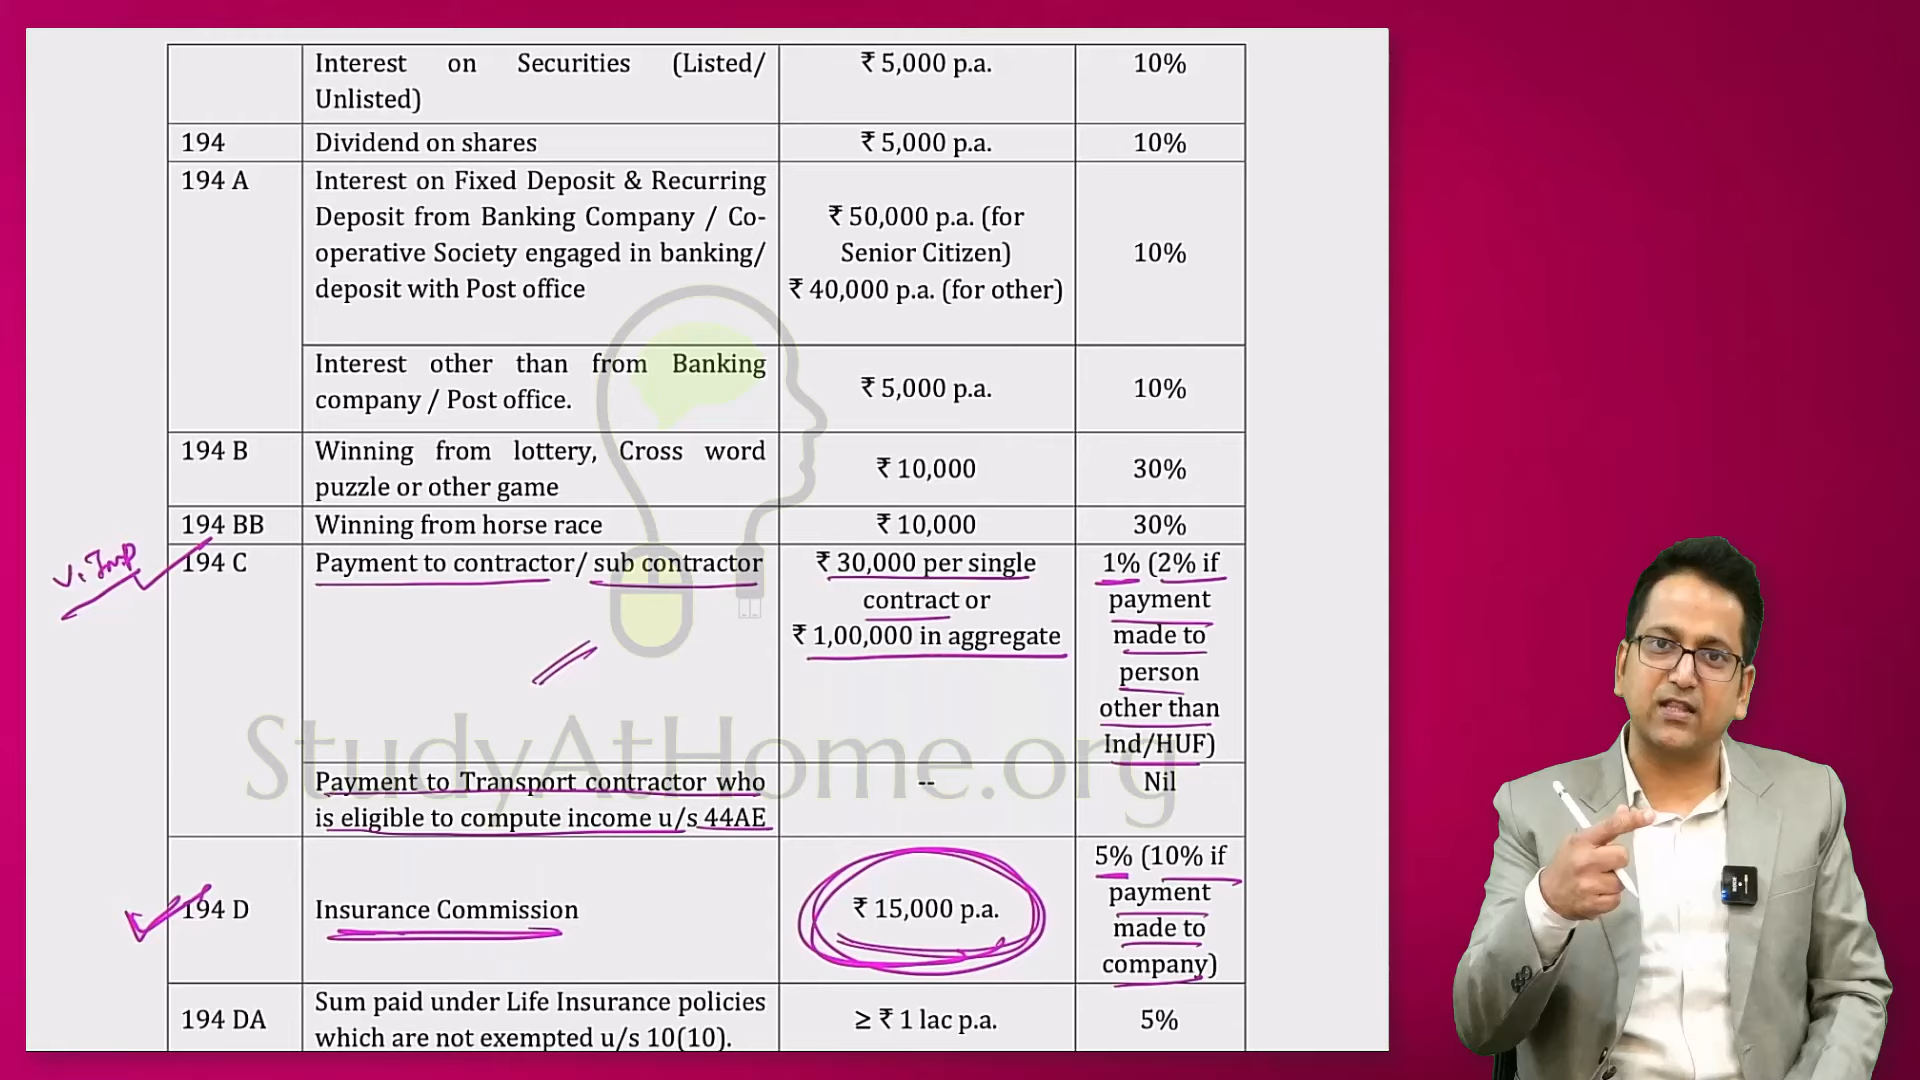 Interest on Securities (Listed/ ₹ 5,000 p.a. 10%
Unlisted)
194 Dividend on shares ₹ 5,000 p.a. 10%
194 A Interest on Fixed Deposit & Recurring
Deposit from Banking Company / Co-
operative Society engaged in banking/
deposit with Post office
₹ 50,000 p.a. (for
Senior Citizen)
₹ 40,000 p.a. (for other)
10%
Interest other than from Banking
company / Post office.
₹ 5,000 p.a.
10%
194 B Winning from lottery, Cross word
puzzle or other game
₹ 10,000
30%
194 BB Winning from horse race ₹ 10,000 30%
V. Imp
194 C Payment to contractor/ sub contractor
₹ 30,000 per single
contract or
₹ 1,00,000 in aggregate
1% (2% if
payment
made to
person
other than
Ind/HUF)
StudyAtHome.org
Payment to Transport contractor who
is eligible to compute income u/s 44AE
--
Nil
194 D Insurance Commission ₹ 15,000 p.a.
5% (10% if
payment
made to
company)
194 DA Sum paid under Life Insurance policies
which are not exempted u/s 10(10).
≥ ₹ 1 lac p.a.
5%